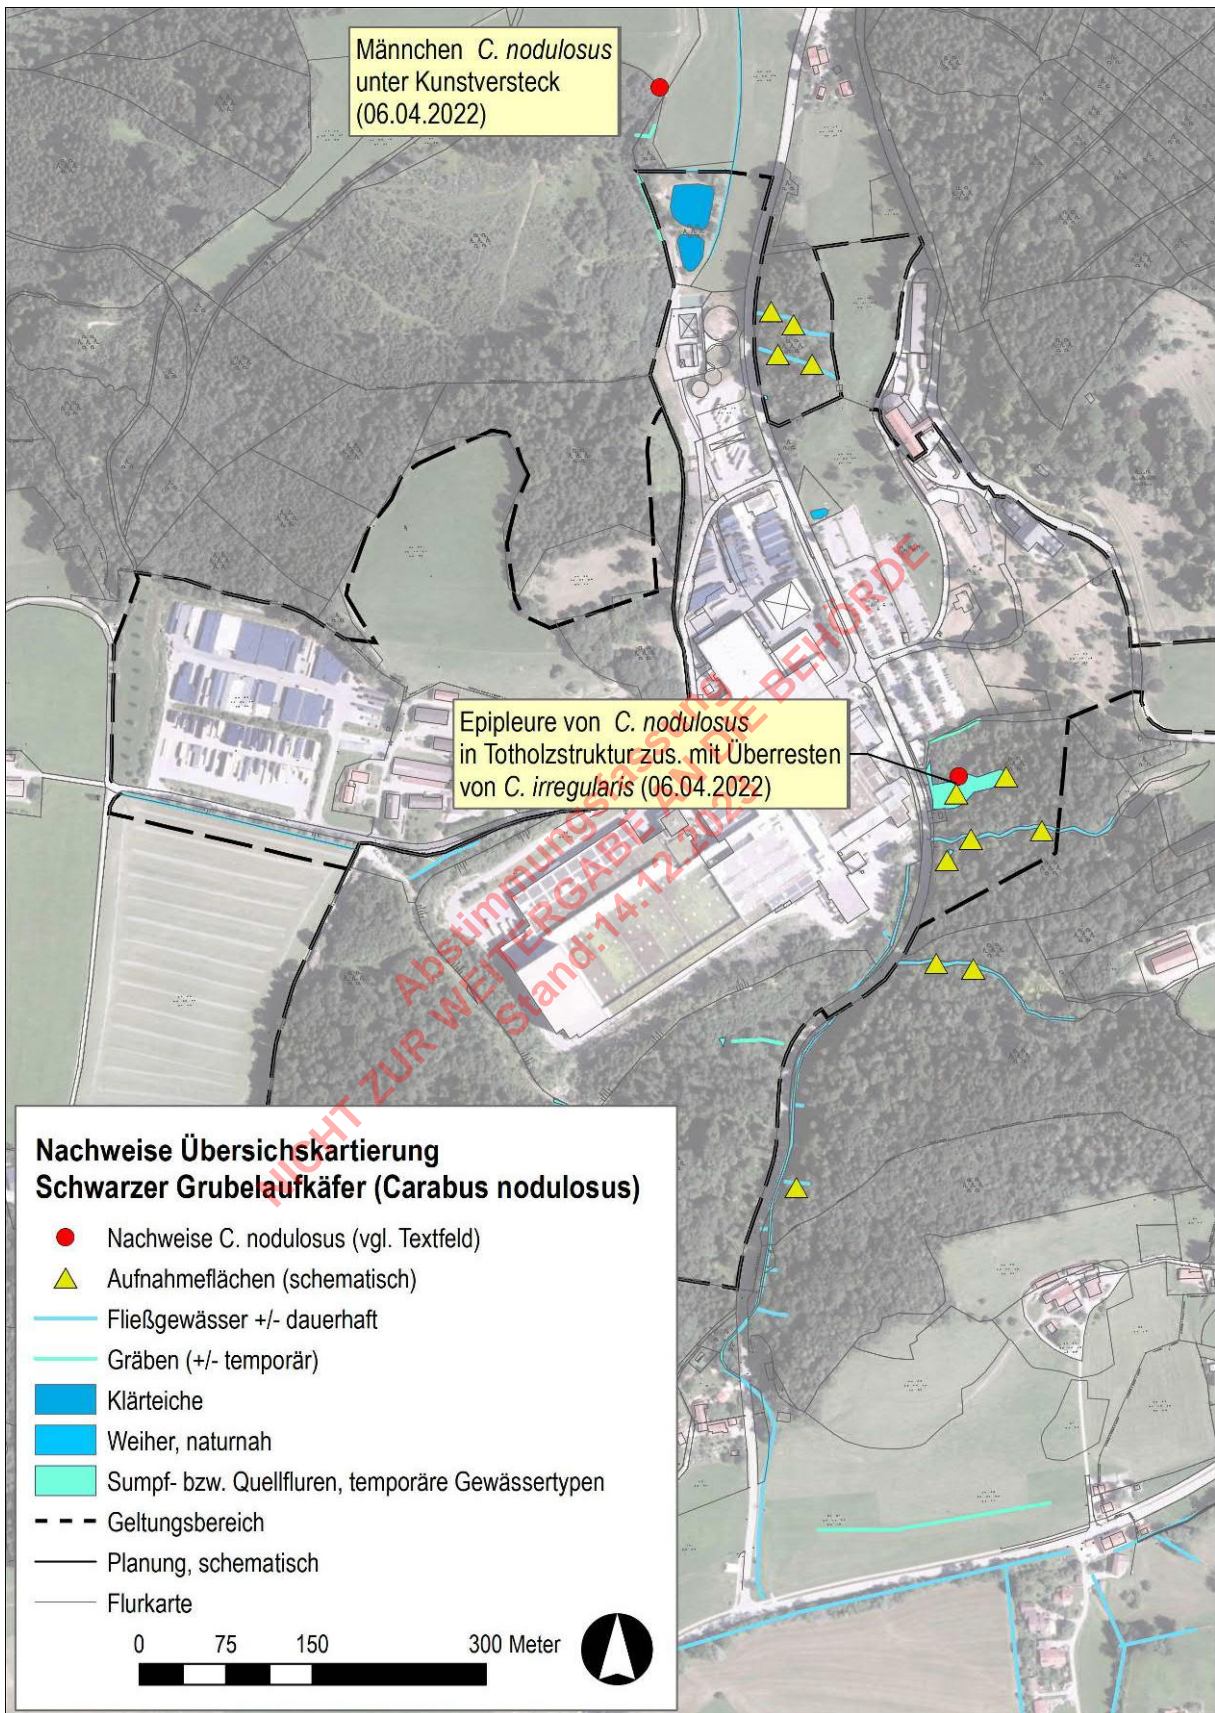 Männchen C. nodulosus
unter Kunstversteck
(06.04.2022)
Epipleure von C. nodulosus
in Totholzstruktur zus. mit Überresten
von C. irregularis (06.04.2022)
Abstimmungsfassung
NICHT ZUR WEITERGABE AN DIE BEHÖRDE
Stand:14.12.2023
Nachweise Übersichskartierung
Schwarzer Grubelaufkäfer (Carabus nodulosus)
Nachweise C. nodulosus (vgl. Textfeld)
Aufnahmeflächen (schematisch)
Fließgewässer +/- dauerhaft
Gräben (+/- temporär)
Klärteiche
Weiher, naturnah
Sumpf- bzw. Quellfluren, temporäre Gewässertypen
Geltungsbereich
Planung, schematisch
Flurkarte
0 75 150 300 Meter